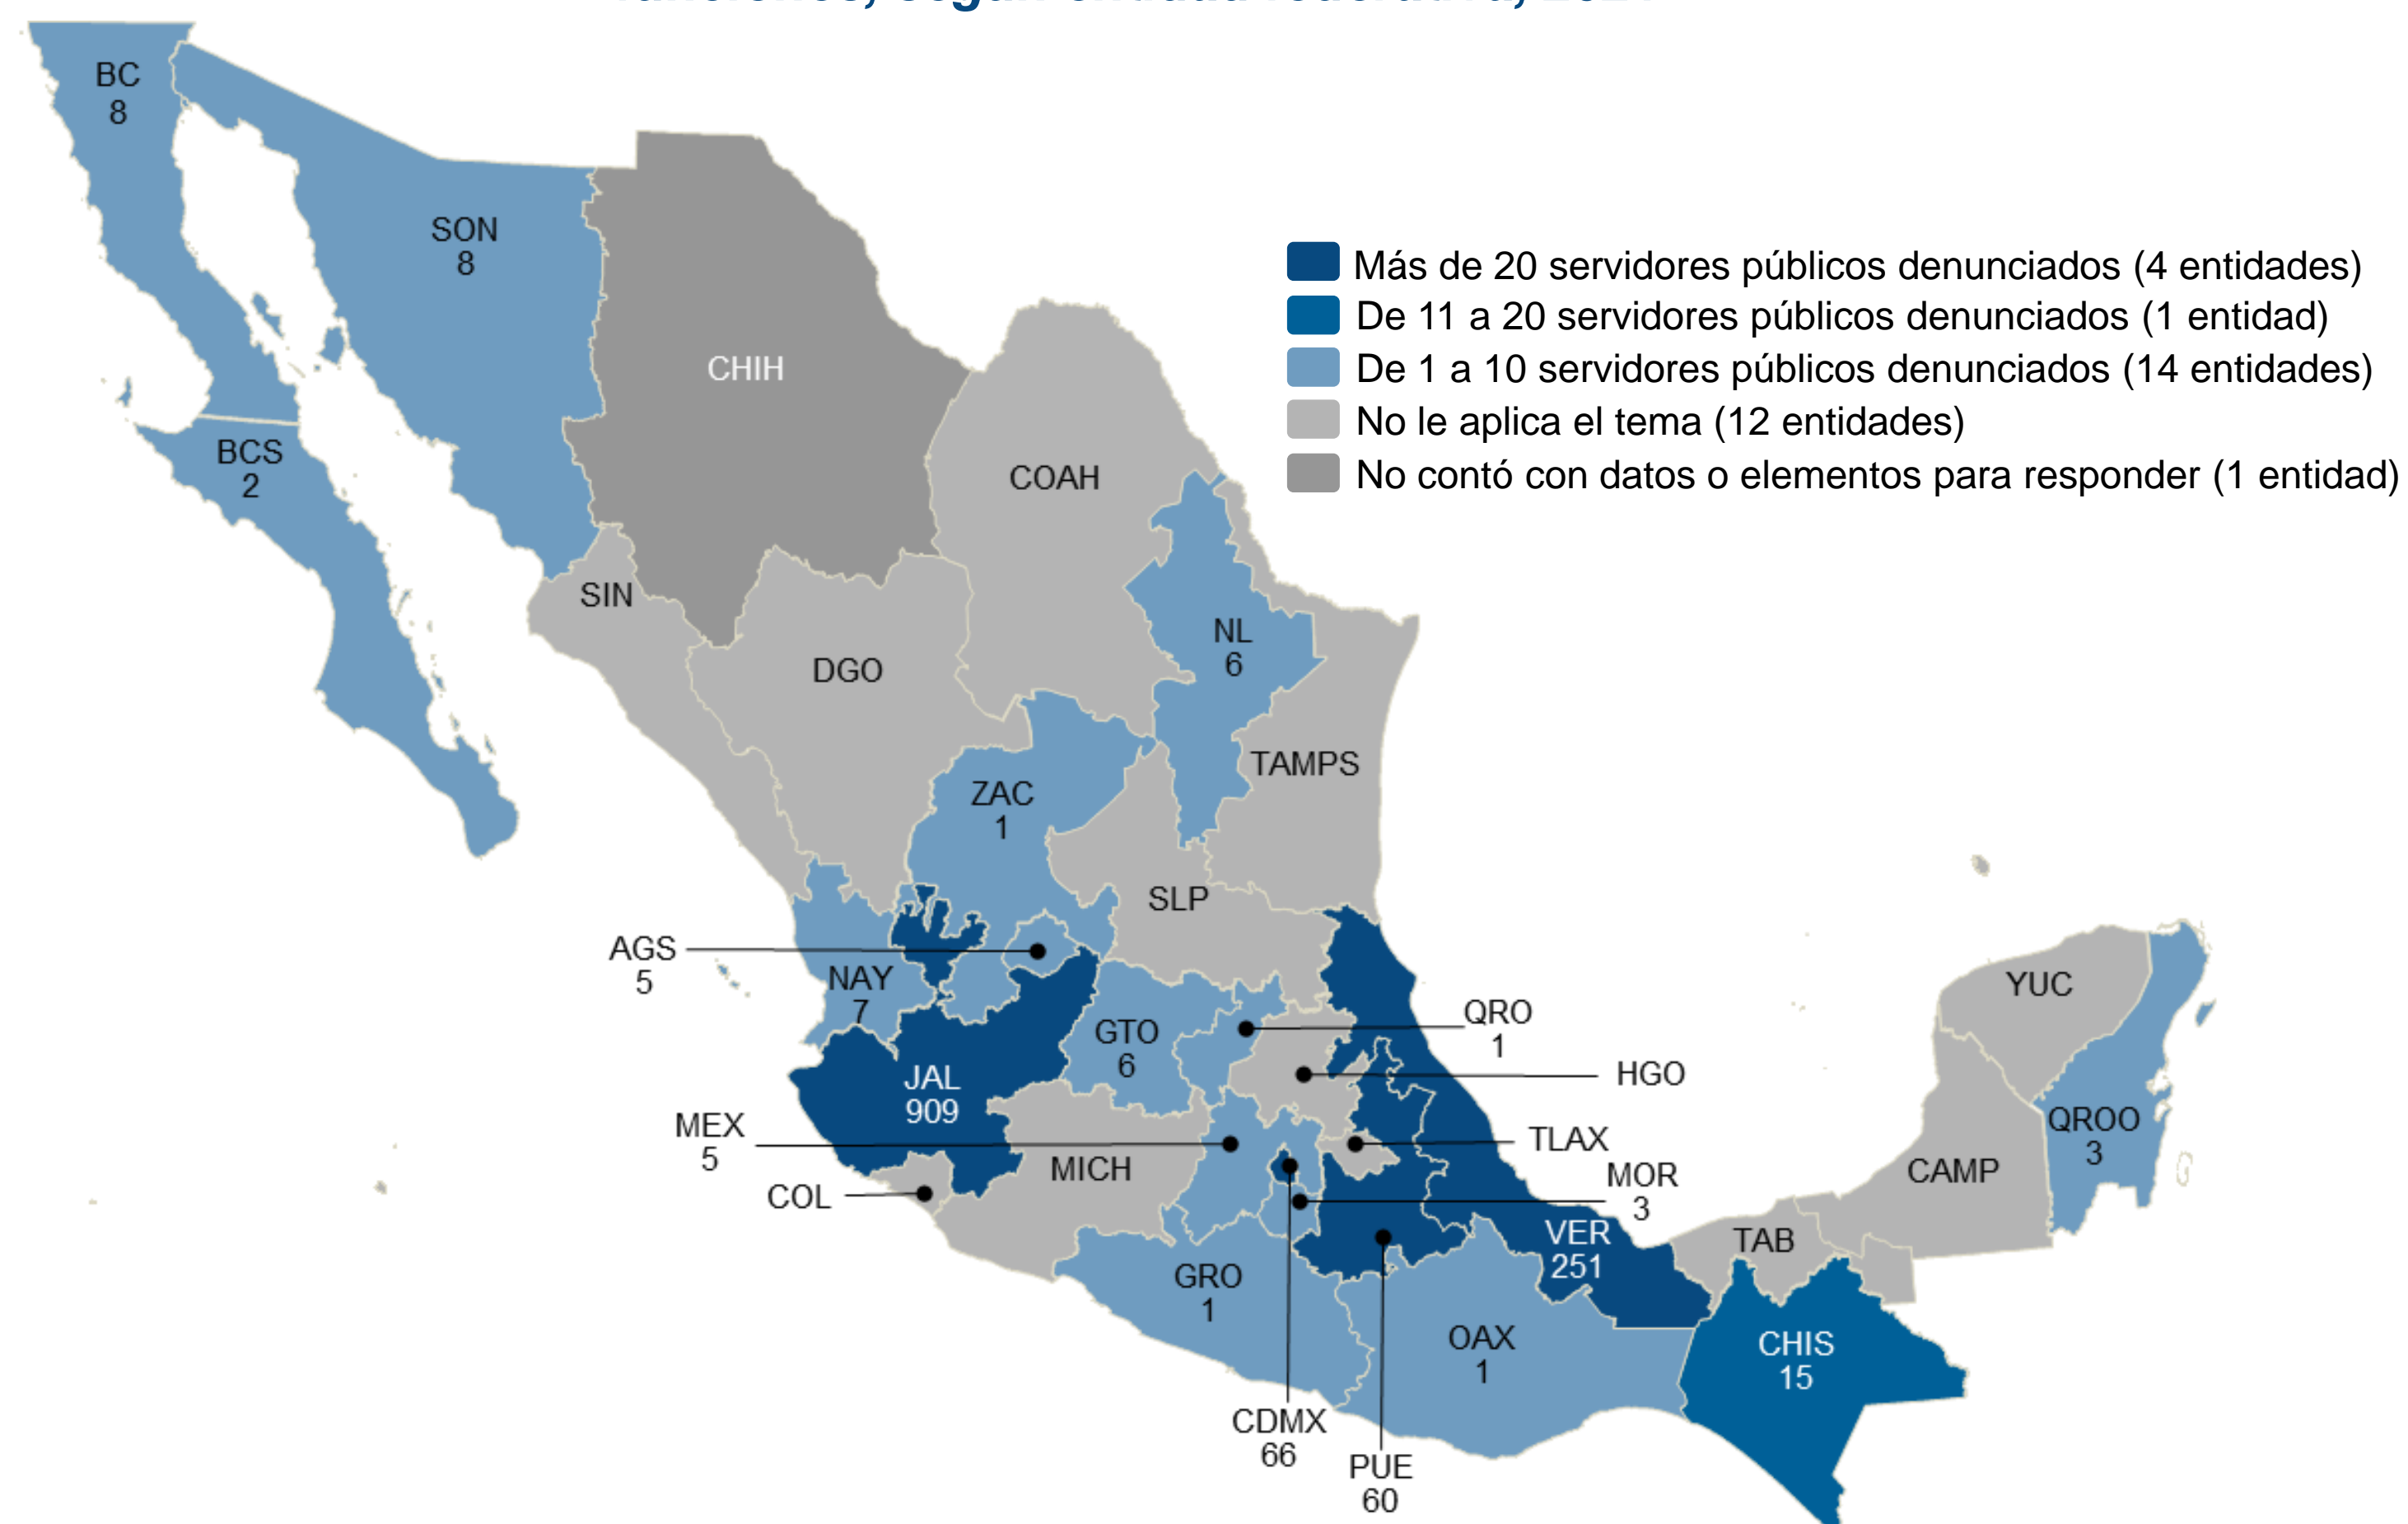 BC
8
SON
8
CHIH
Más de 20 servidores públicos denunciados (4 entidades)
De 11 a 20 servidores públicos denunciados (1 entidad)
De 1 a 10 servidores públicos denunciados (14 entidades)
No le aplica el tema (12 entidades)
No contó con datos o elementos para responder (1 entidad)
BCS
2
COAH
SIN
DGO
NL
6
TAMPS
ZAC
1
SLP
AGS
5
NAY
7
YUC
QRO
1
GTO
6
HGO
JAL
909
MEX
5
QROO
3
TLAX
MICH
CAMP
MOR
3
COL
VER
251
TAB
GRO
1
OAX
1
CHIS
15
CDMX
66
PUE
60